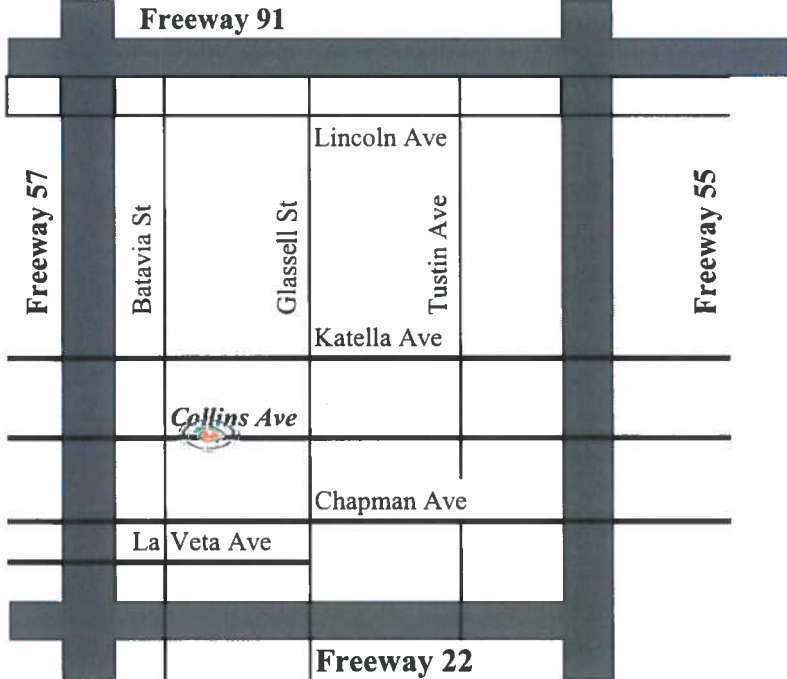 Freeway 91
Lincoln Ave
Freeway 57
Batavia St
Glassell St
Tustin Ave
Freeway 55
Katella Ave
Collins Ave
Chapman Ave
La Veta Ave
Freeway 22